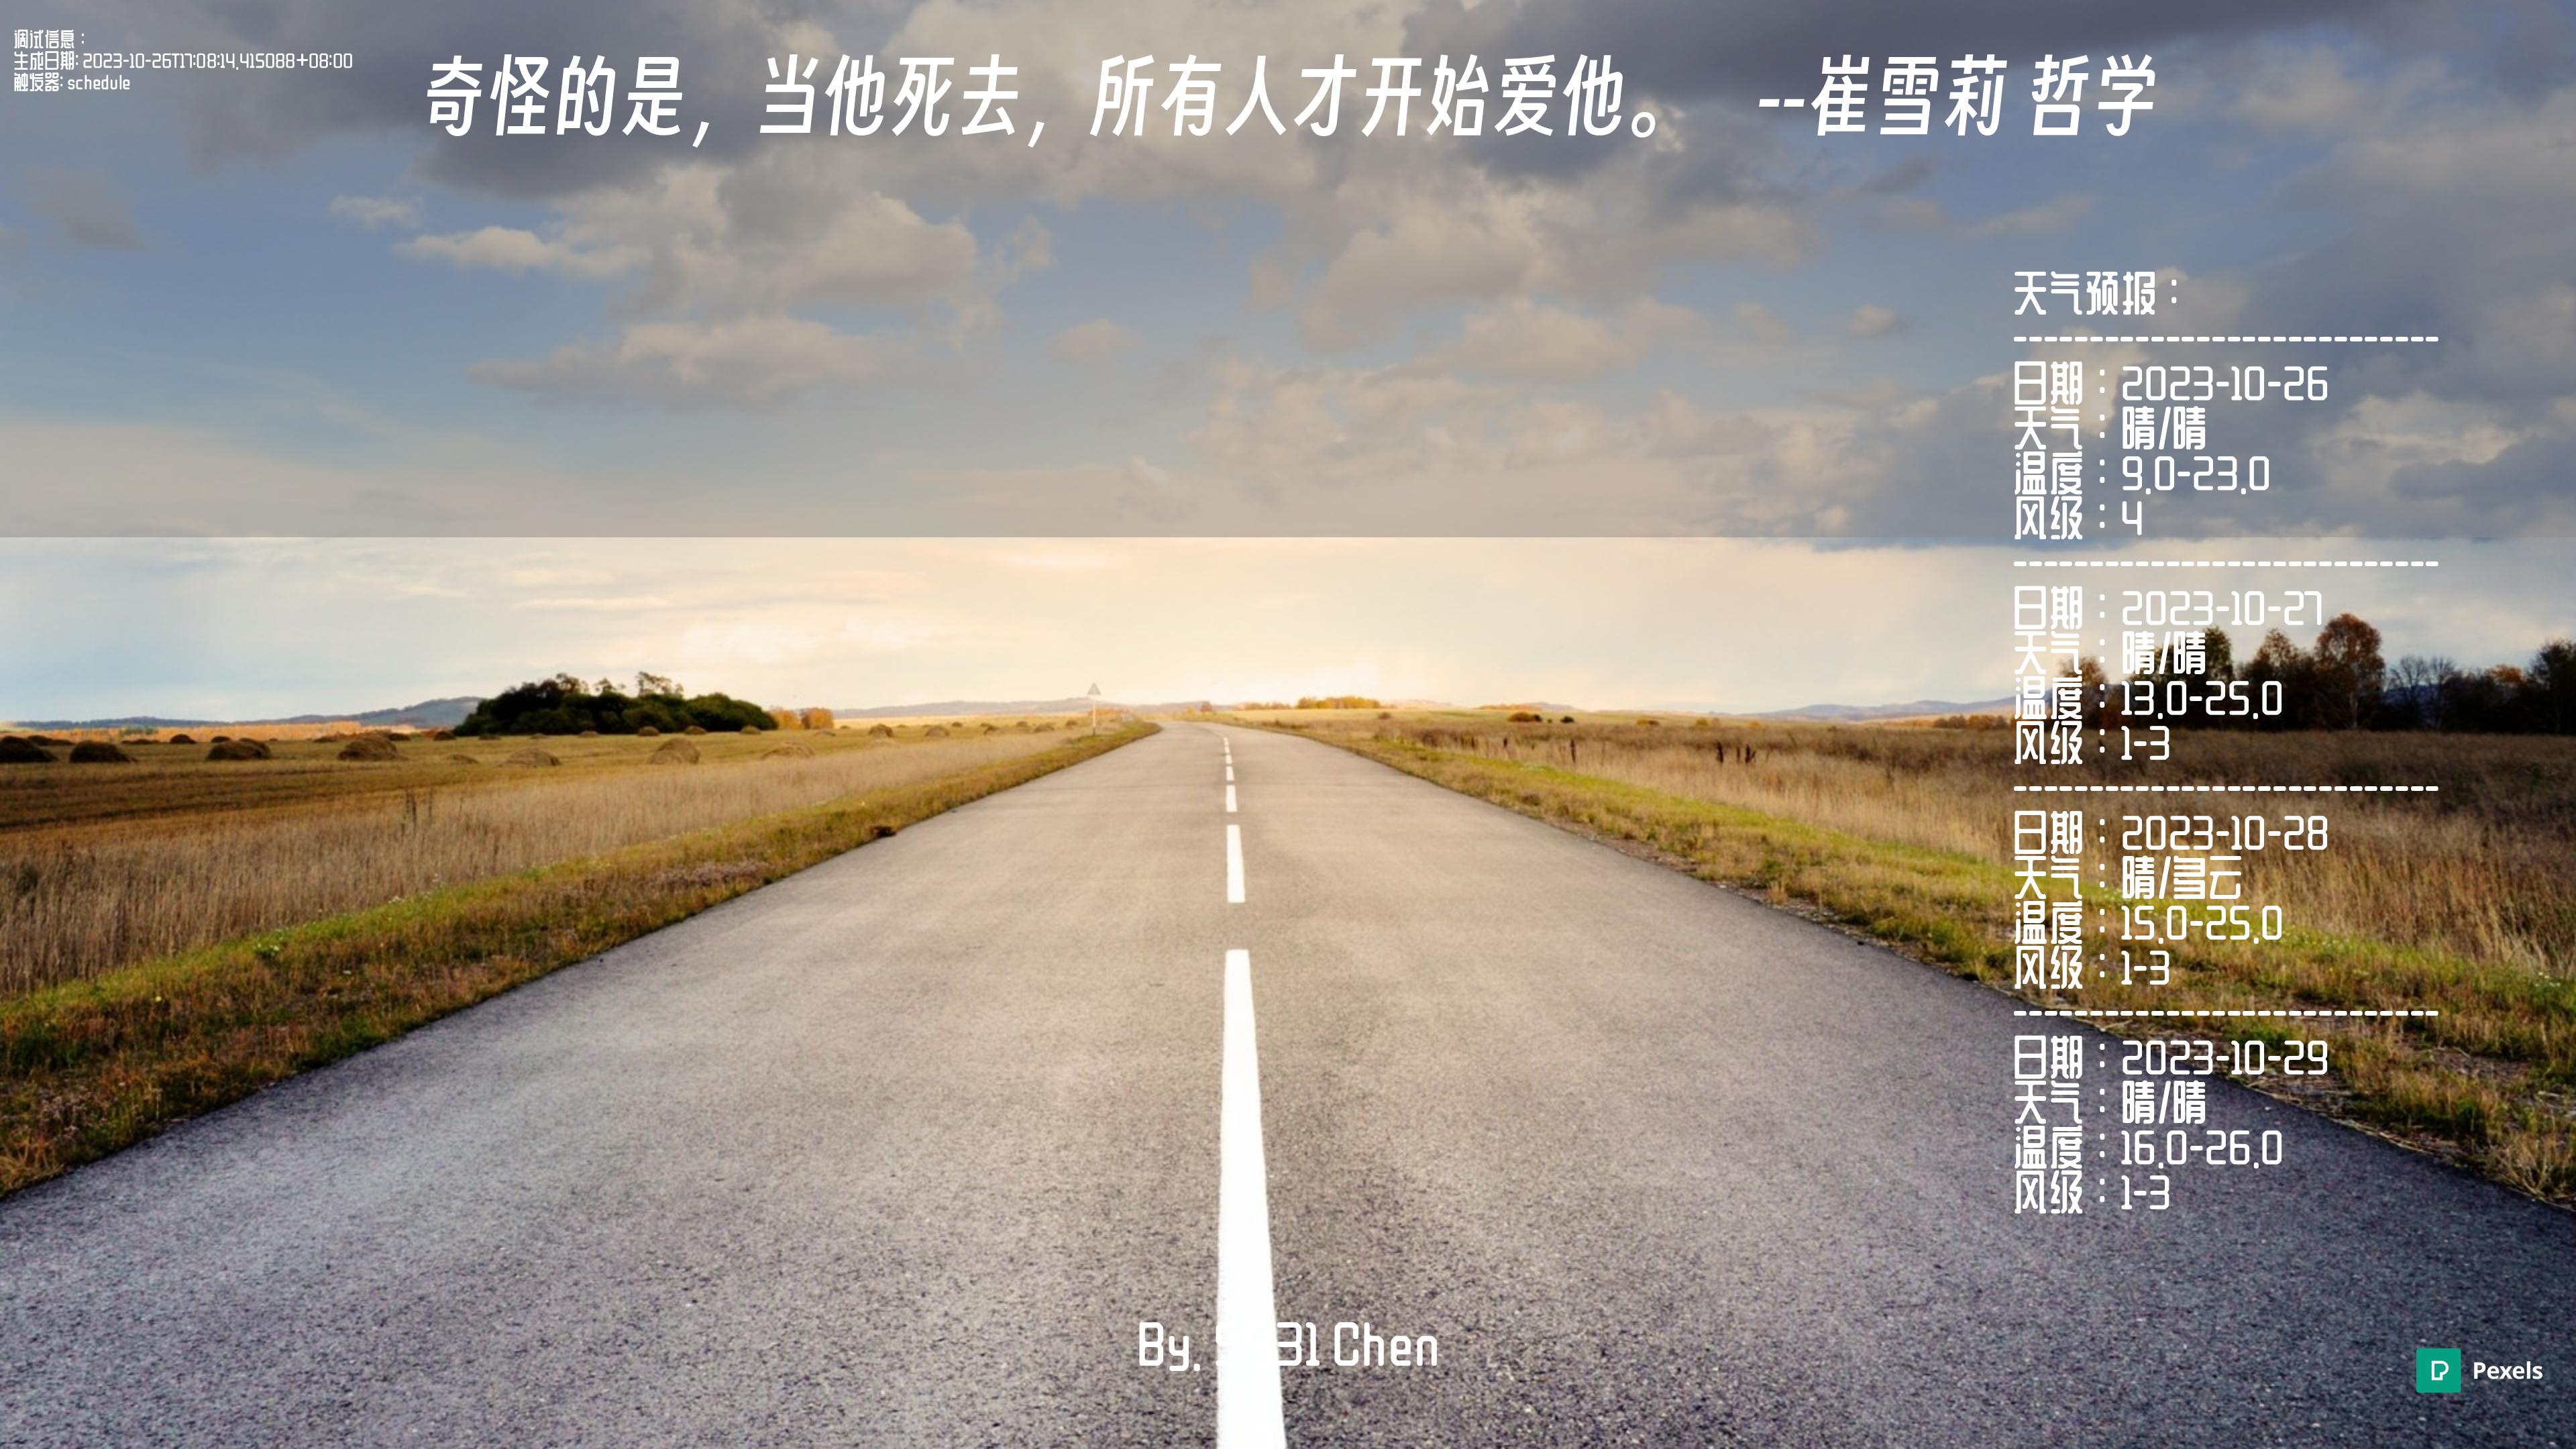 调试信息：
生成日期: 2023-10-26T17:08:14.415088+08:00
触发器: schedule
奇怪的是，当他死去，所有人才开始爱他。 --崔雪莉 哲学
天气预报：
----------------------------
日期：2023-10-26
天气：晴/晴
温度：9.0-23.0
风级：4
----------------------------
日期：2023-10-27
天气：晴/晴
温度：13.0-25.0
风级：1-3
----------------------------
日期：2023-10-28
天气：晴/多云
温度：15.0-25.0
风级：1-3
----------------------------
日期：2023-10-29
天气：晴/晴
温度：16.0-26.0
风级：1-3
By. Chen
Pexels